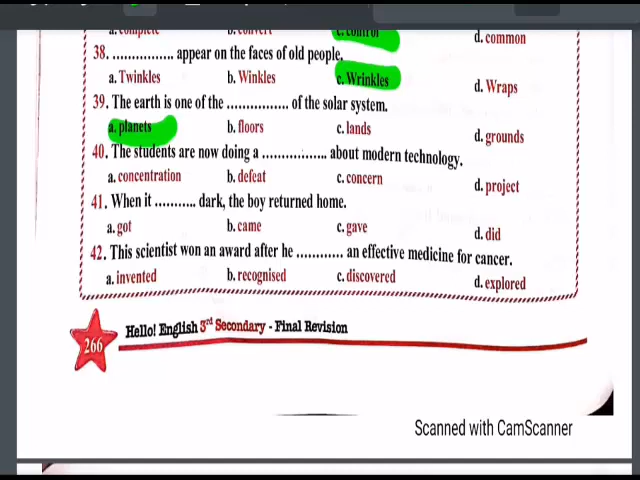 a. complete b. convert c. control d. common
38. ................ appear on the faces of old people.
a. Twinkles b. Winkles c. Wrinkles d. Wraps
39. The earth is one of the ................ of the solar system.
a. planets b. floors c. lands d. grounds
40. The students are now doing a ................. about modern technology.
a. concentration b. defeat c. concern d. project
41. When it ........... dark, the boy returned home.
a. got b. came c. gave d. did
42. This scientist won an award after he ............ an effective medicine for cancer.
a. invented b. recognised c. discovered d. explored
266 Hello! English 3rd Secondary - Final Revision
Scanned with CamScanner